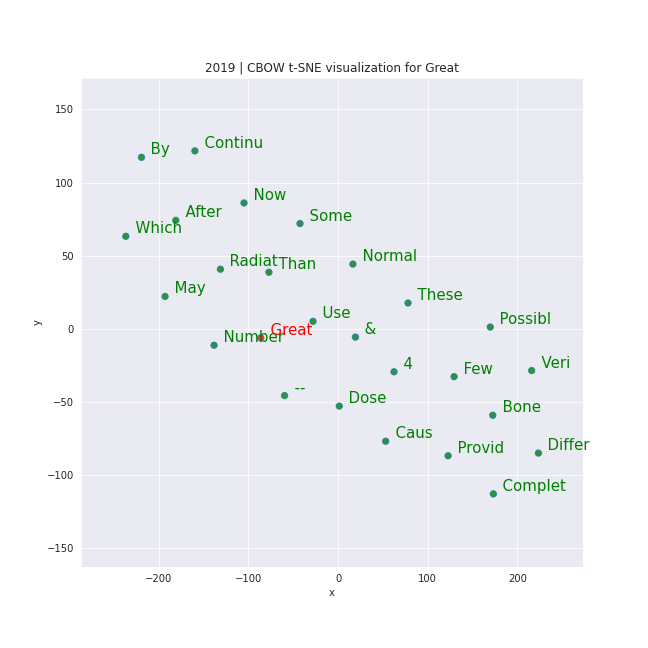 2019 | CBOW t-SNE visualization for Great
150
100
50
0
−50
−100
−150
y
By
Continu
Now
After
Some
Which
Radiat
Than
Normal
May
These
Use
Possibl
Great
Number
&
4
Few
Veri
--
Dose
Bone
Caus
Provid
Differ
Complet
−200
−100
0
100
200
x